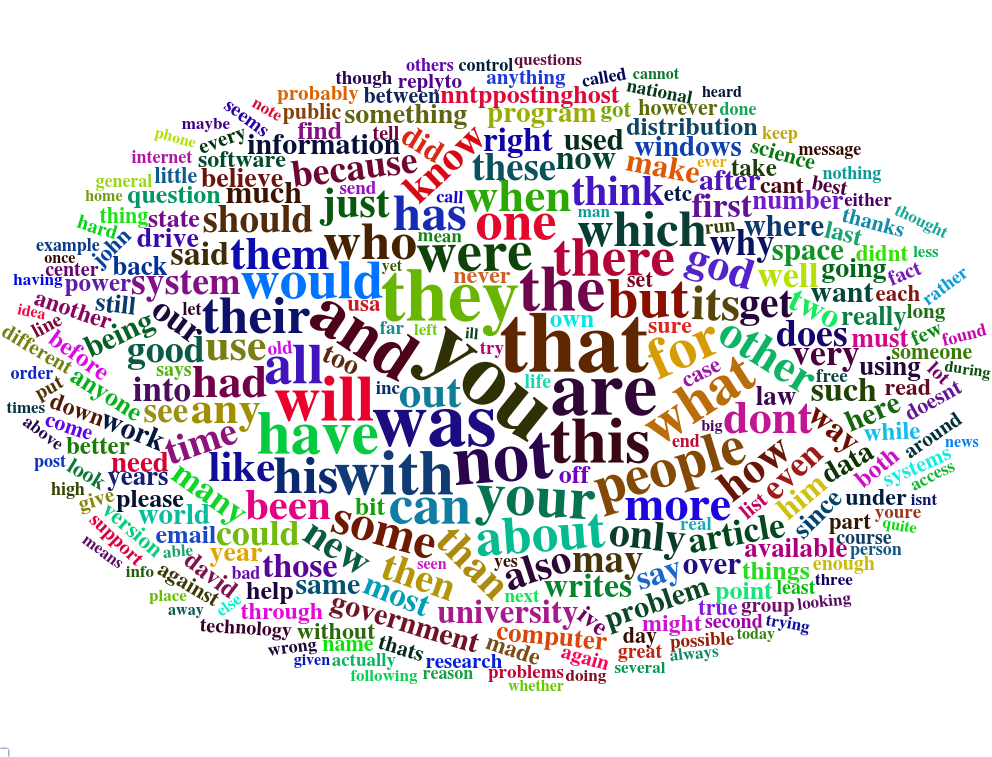 others control questions
though replyto anything called cannot
probably between nntppostinghost national heard
note public something program got however done
maybe seems every find tell did know right used distribution keep
phone information because these now windows science message
internet software make ever take nothing
general little believe send just when think etc after cant best
home question much call has one man which first number either
thing state should mean were run where thanks thought
hard john drive said them who there why space last didnt less
example once back yet never set god well going fact rather
having center power system would they the but its get want each
idea another still let our their usa far left own sure two really long
line before being and you ill that for other does must few found
different good use old all too try are case very using someone during
order says into had inc out life what free such read lot
put anyone see any will was big law doesnt
times down time have not this end dont way here
above come work better like his with off people how even while around
post look need years many been can your more list him data both news
high give please bit real since under systems access
version world email could new some about only article part isnt youre
support year then than also may available course quite
means able those yes over person
info against david bad help same most seen next writes say things enough
place problem point least three
away else through government university ive might true group looking
technology without computer day second trying
wrong name thats made again great possible today
given actually research several always
following reason problems doing
whether